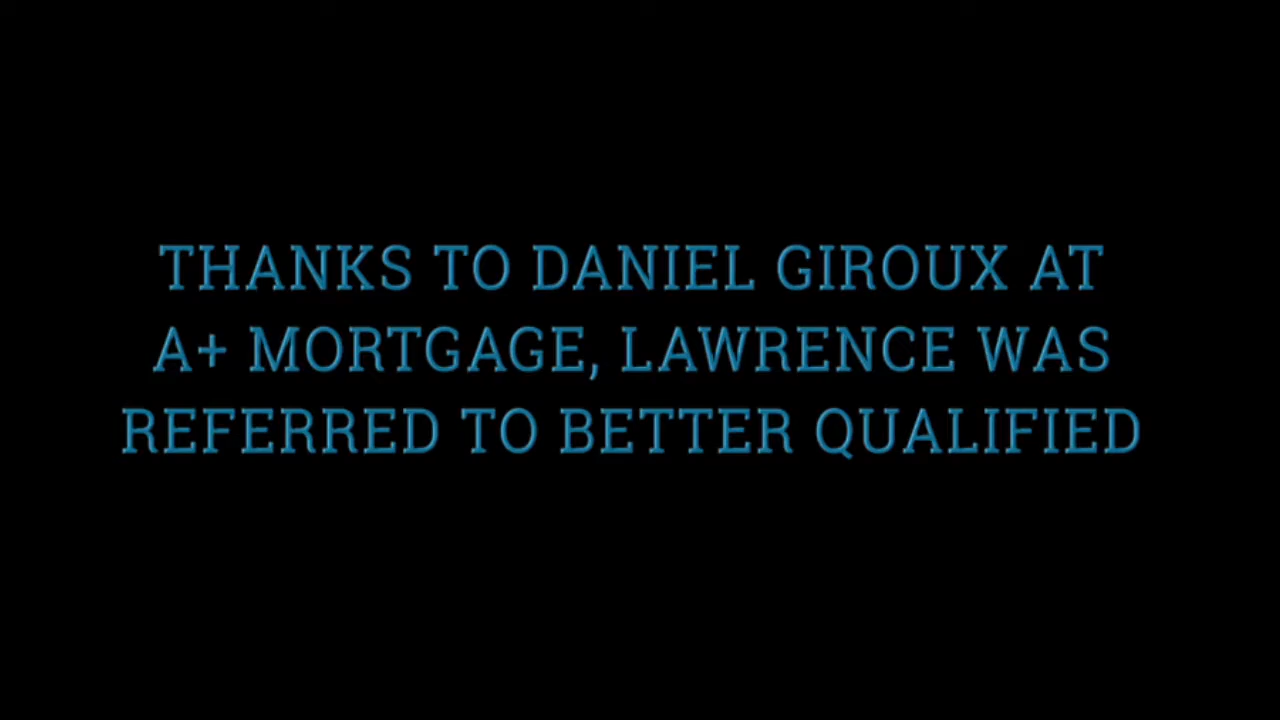 THANKS TO DANIEL GIROUX AT
A+ MORTGAGE, LAWRENCE WAS
REFERRED TO BETTER QUALIFIED